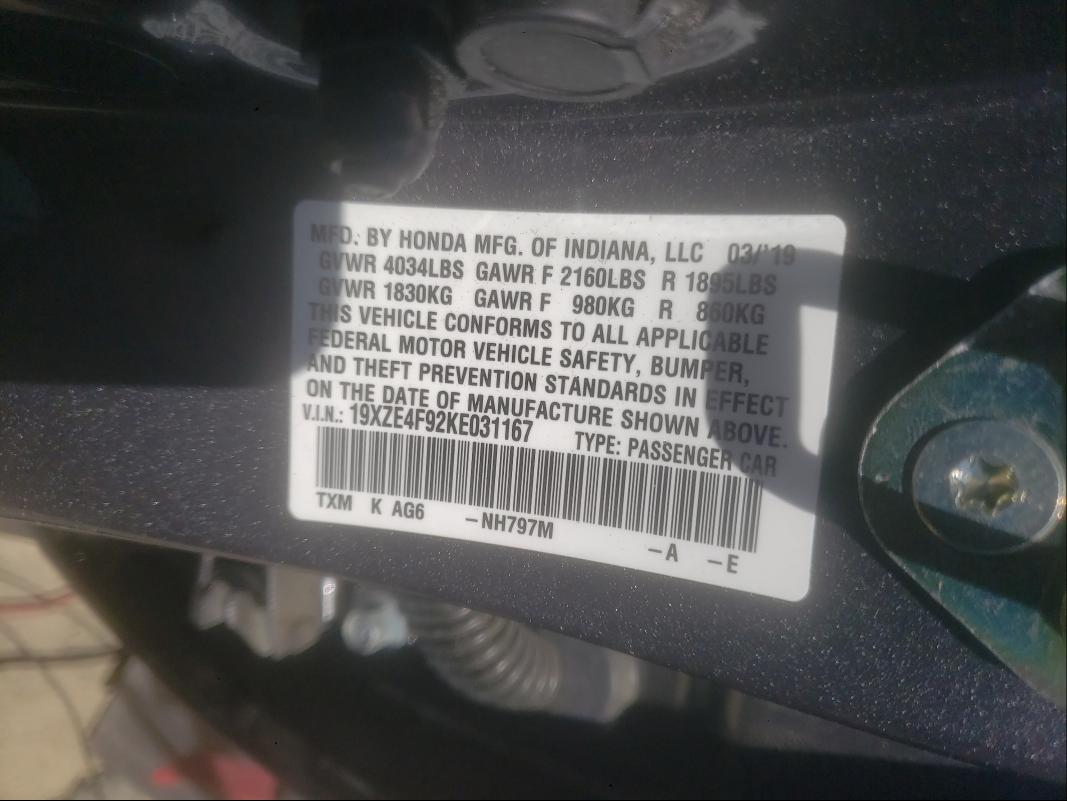 MFD. BY HONDA MFG. OF INDIANA, LLC 03/'19
GVWR 4034LBS GAWR F 2160LBS R 1895LBS
GVWR 1830KG GAWR F 980KG R 860KG
THIS VEHICLE CONFORMS TO ALL APPLICABLE
FEDERAL MOTOR VEHICLE SAFETY, BUMPER,
AND THEFT PREVENTION STANDARDS IN EFFECT
ON THE DATE OF MANUFACTURE SHOWN ABOVE.
V.I.N.: 19XZE4F92KE031167 TYPE: PASSENGER CAR
TXM K AG6 -NH797M -A -E